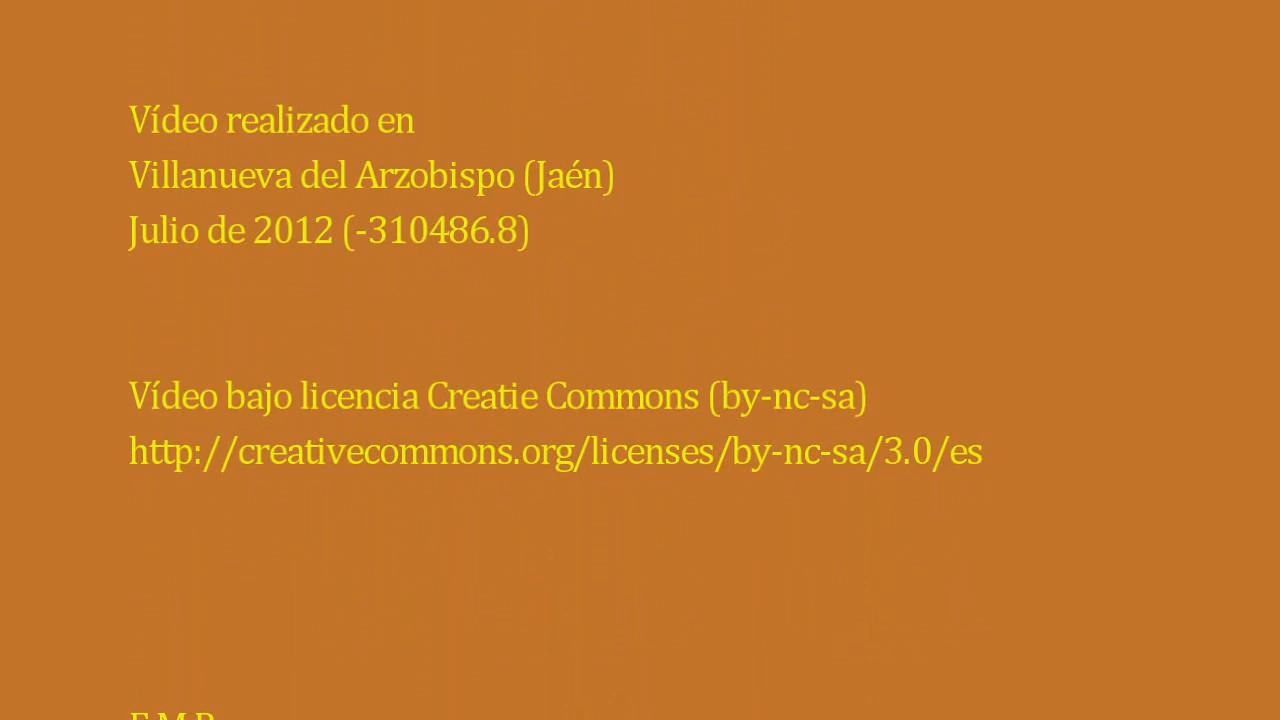 Vídeo realizado en
Villanueva del Arzobispo (Jaén)
Julio de 2012 (-310486.8)
Vídeo bajo licencia Creatie Commons (by-nc-sa)
http://creativecommons.org/licenses/by-nc-sa/3.0/es